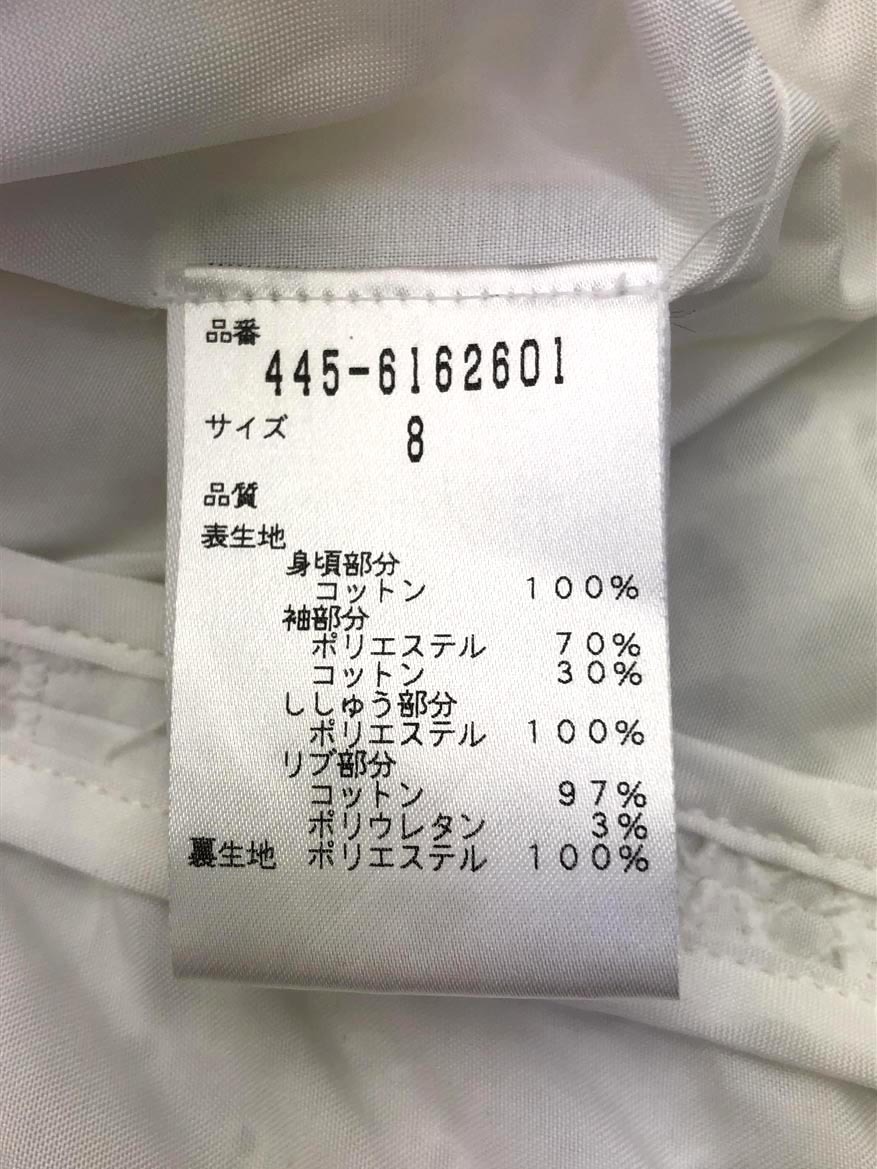 品番
445-6162601
サイズ 8
品質
表生地
身頃部分
コットン 100%
袖部分
ポリエステル 70%
コットン 30%
ししゅう部分
ポリエステル 100%
リブ部分
コットン 97%
ポリウレタン 3%
裏生地 ポリエステル 100%